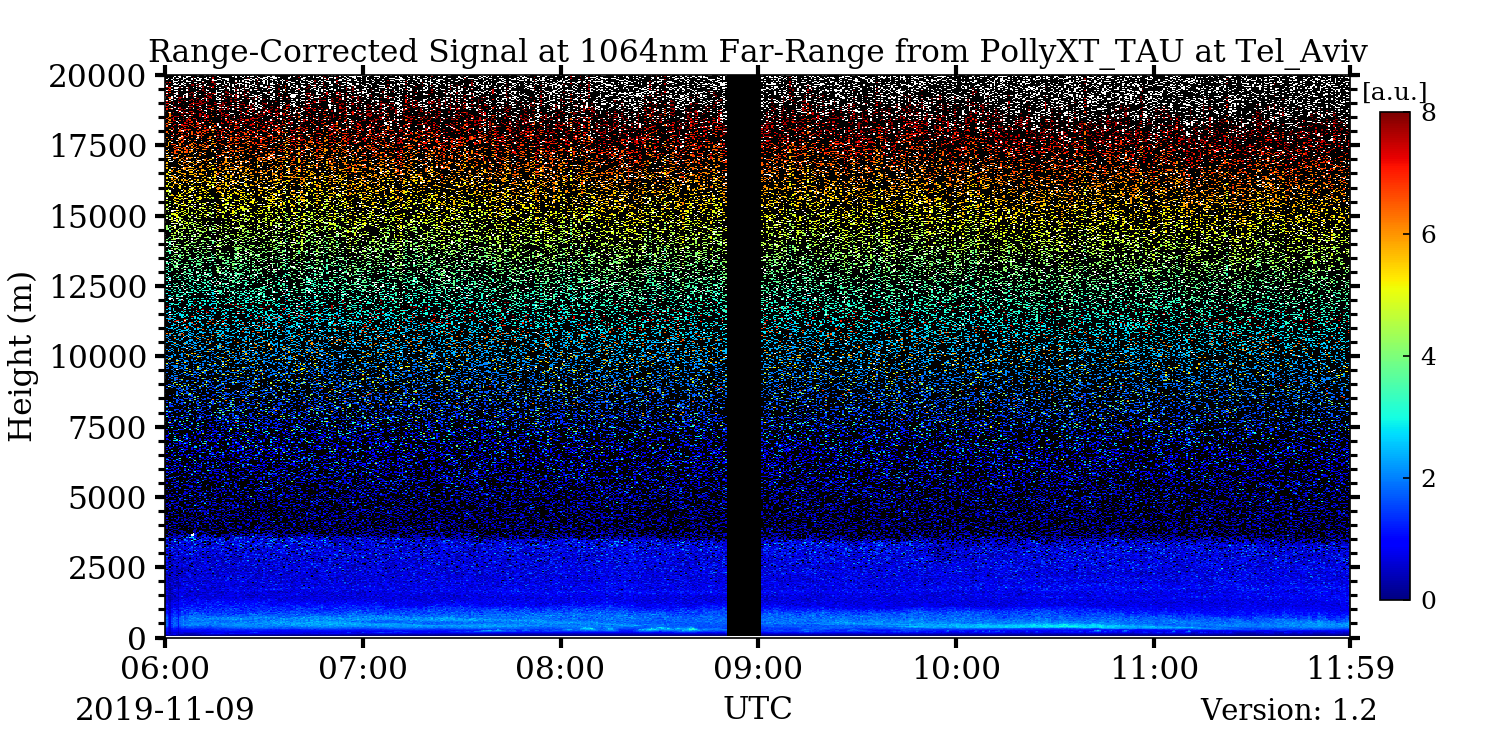 Range-Corrected Signal at 1064nm Far-Range from PollyXT_TAU at Tel_Aviv
[a.u.]
20000
17500
15000
12500
10000
7500
5000
2500
0
Height (m)
8
6
4
2
0
06:00 07:00 08:00 09:00 10:00 11:00 11:59
2019-11-09 UTC Version: 1.2